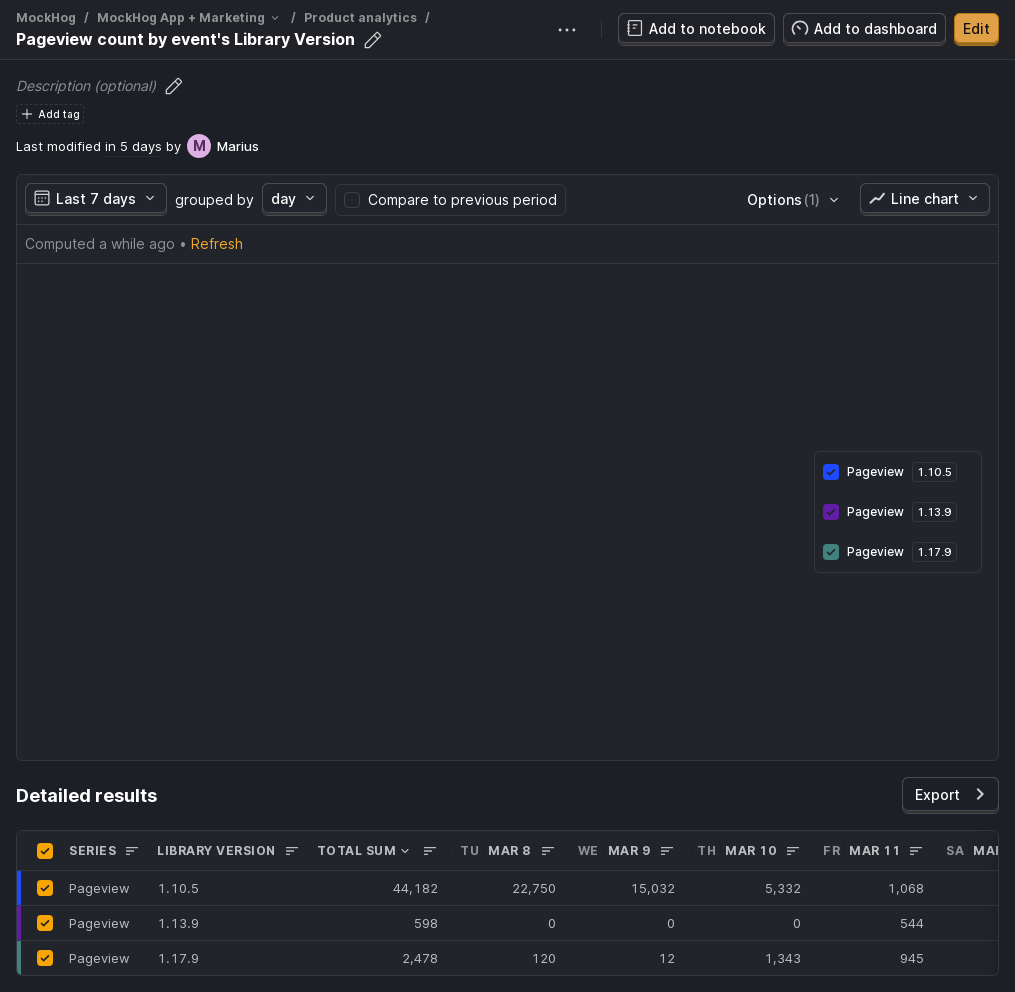 MockHog / MockHog App + Marketing / Product analytics /
Pageview count by event's Library Version
Add to notebook
Add to dashboard
Edit
Description (optional)
Add tag
Last modified in 5 days by M Marius
Last 7 days grouped by day Compare to previous period Options (1) Line chart
Computed a while ago • Refresh
Pageview 1.10.5
Pageview 1.13.9
Pageview 1.17.9
Detailed results
Export
SERIES LIBRARY VERSION TOTAL SUM TU MAR 8 WE MAR 9 TH MAR 10 FR MAR 11 SA
Pageview 1.10.5 44,182 22,750 15,032 5,332 1,068
Pageview 1.13.9 598 0 0 0 544
Pageview 1.17.9 2,478 120 12 1,343 945